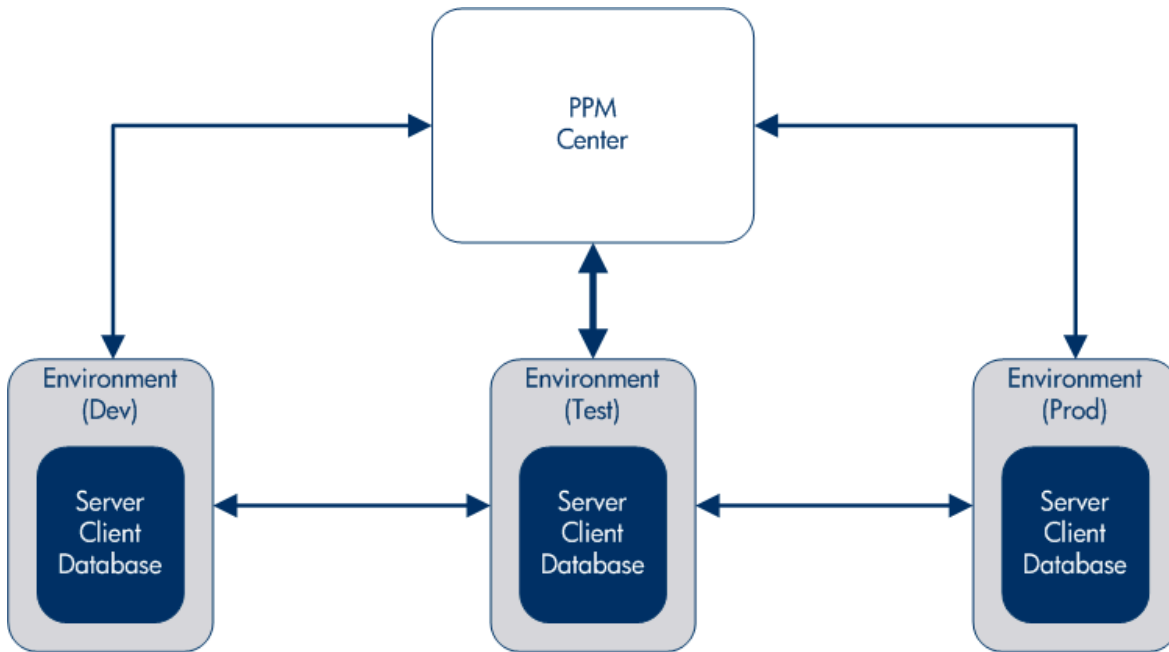 PPM
Center
Environment
(Dev)
Server
Client
Database
Environment
(Test)
Server
Client
Database
Environment
(Prod)
Server
Client
Database